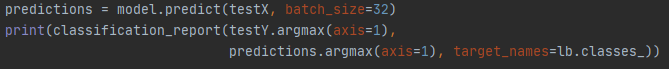 predictions = model.predict(testX, batch_size=32)
print(classification_report(testY.argmax(axis=1),
                            predictions.argmax(axis=1), target_names=lb.classes_))